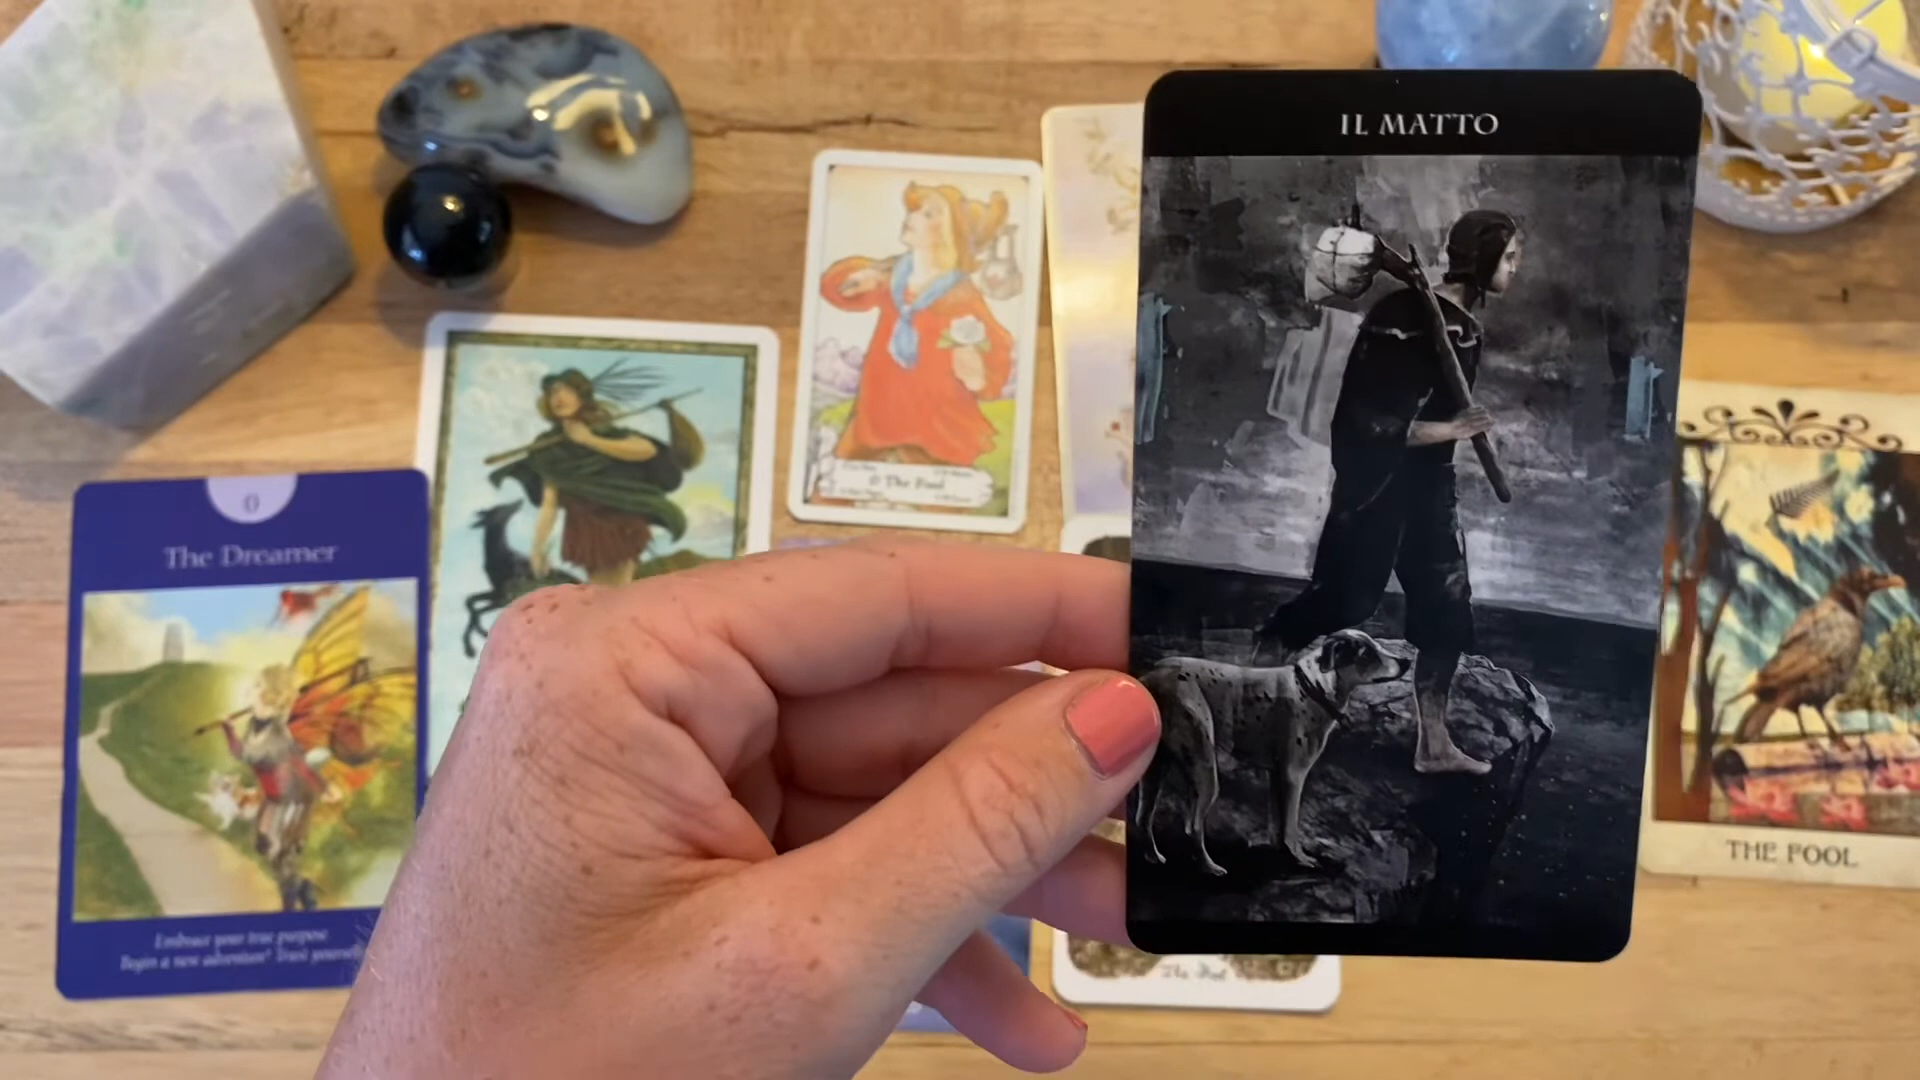 IL MATTO
0 The Fool
0
The Dreamer
Embrace your true purpose.
Begin a new adventure! Trust yourself
THE FOOL
The Fool